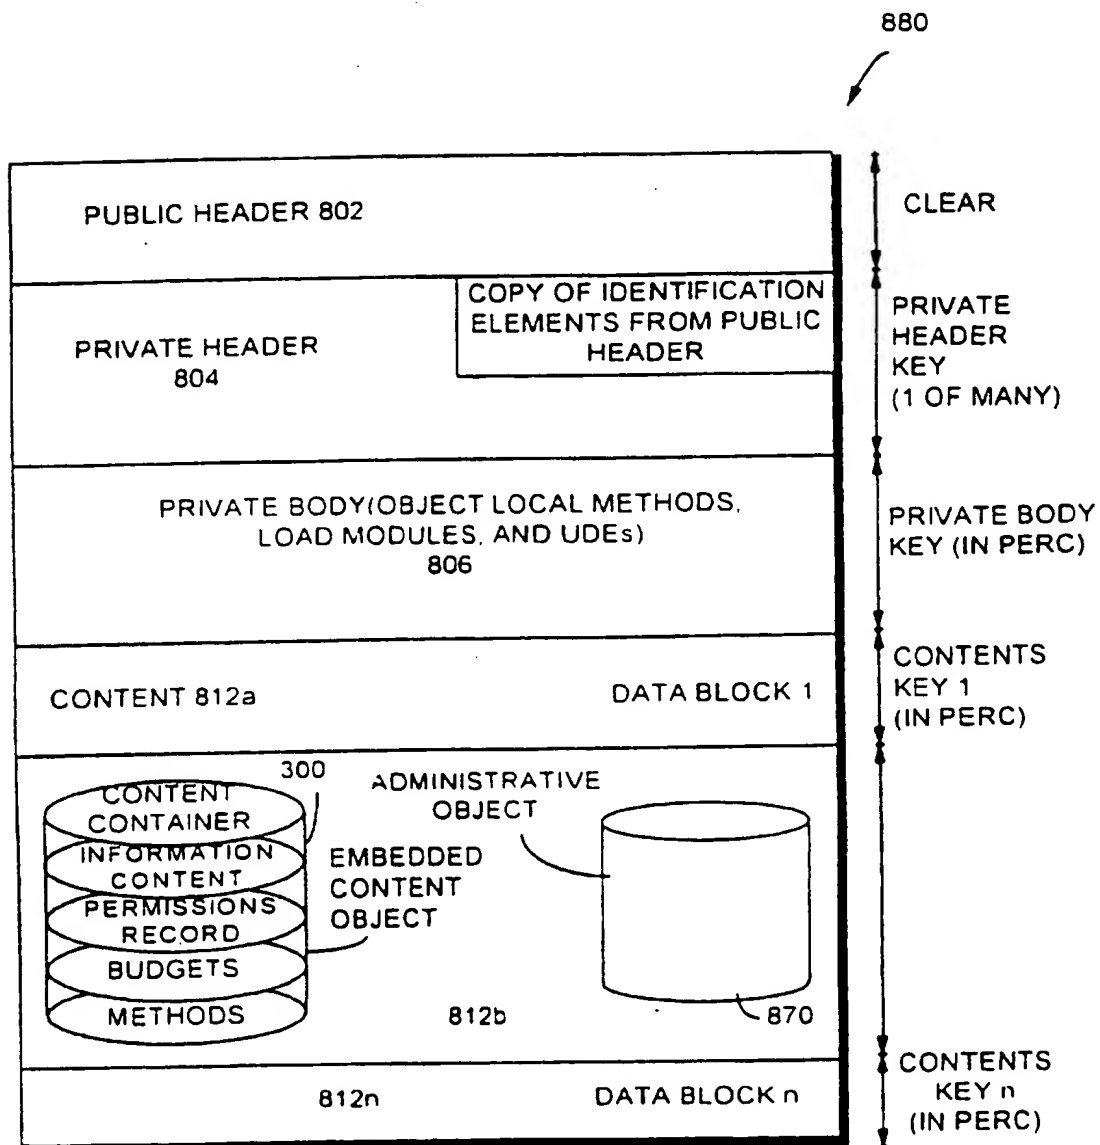 880
PUBLIC HEADER 802
CLEAR
COPY OF IDENTIFICATION
ELEMENTS FROM PUBLIC
HEADER
PRIVATE HEADER
804
PRIVATE
HEADER
KEY
(1 OF MANY)
PRIVATE BODY(OBJECT LOCAL METHODS,
LOAD MODULES, AND UDEs)
806
PRIVATE BODY
KEY (IN PERC)
CONTENT 812a
DATA BLOCK 1
CONTENTS
KEY 1
(IN PERC)
300
CONTENT
CONTAINER
INFORMATION
CONTENT
PERMISSIONS
RECORD
BUDGETS
METHODS
EMBEDDED
CONTENT
OBJECT
ADMINISTRATIVE
OBJECT
812b
870
812n
DATA BLOCK n
CONTENTS
KEY n
(IN PERC)